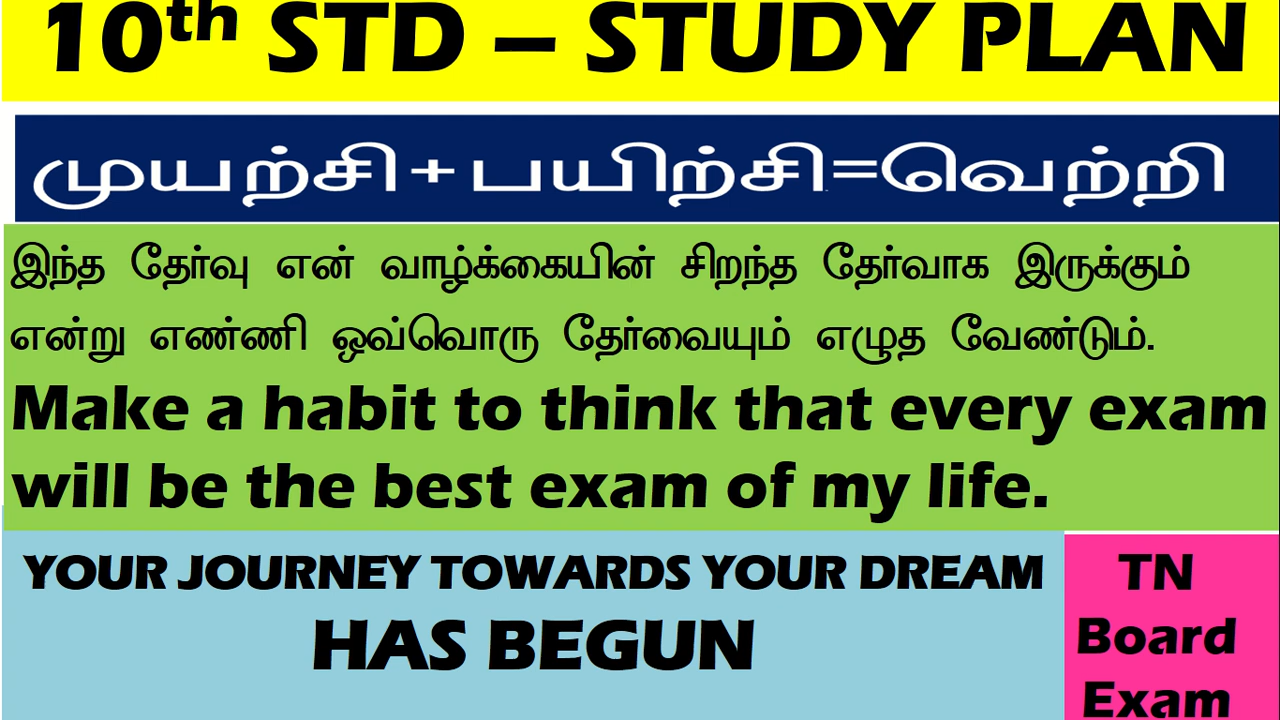 10th STD – STUDY PLAN
முயற்சி+பயிற்சி=வெற்றி
இந்த தேர்வு என் வாழ்க்கையின் சிறந்த தேர்வாக இருக்கும்
என்று எண்ணி ஒவ்வொரு தேர்வையும் எழுத வேண்டும்.
Make a habit to think that every exam
will be the best exam of my life.
YOUR JOURNEY TOWARDS YOUR DREAM
HAS BEGUN
TN
Board
Exam